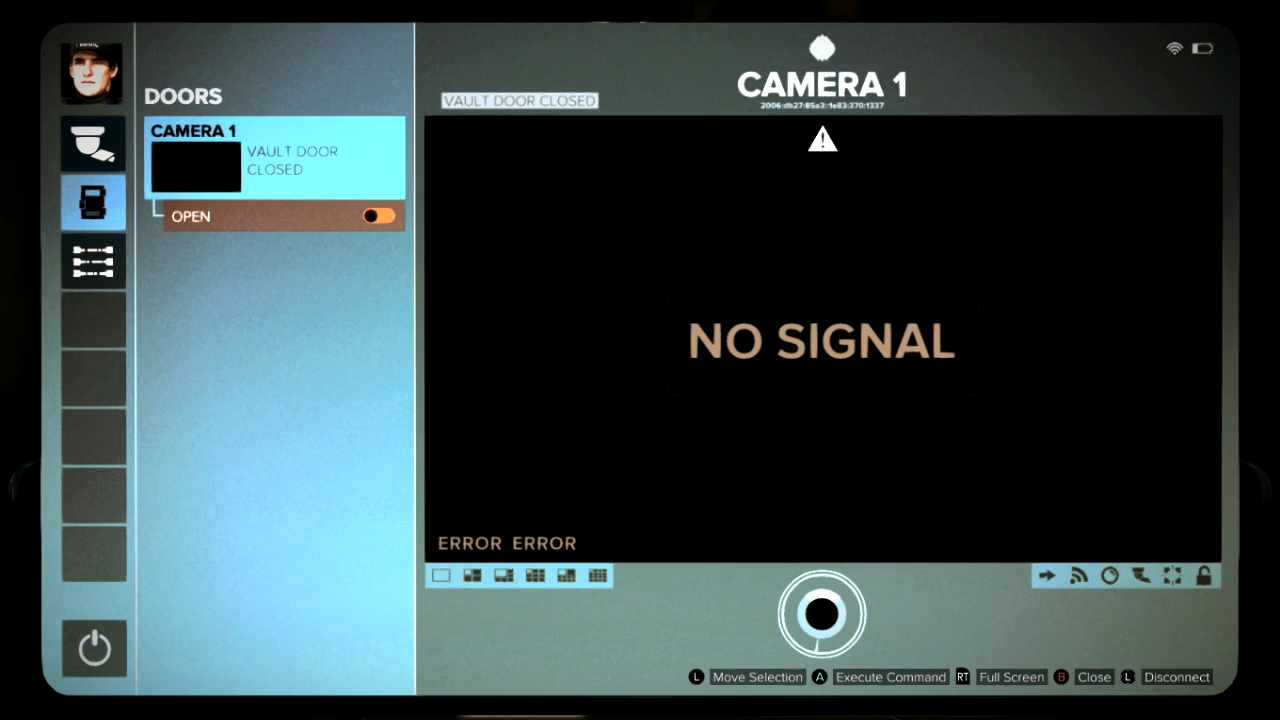 DOORS
CAMERA 1
VAULT DOOR
CLOSED
OPEN
VAULT DOOR CLOSED
CAMERA 1
NO SIGNAL
ERROR ERROR
L Move Selection A Execute Command RT Full Screen B Close L Disconnect